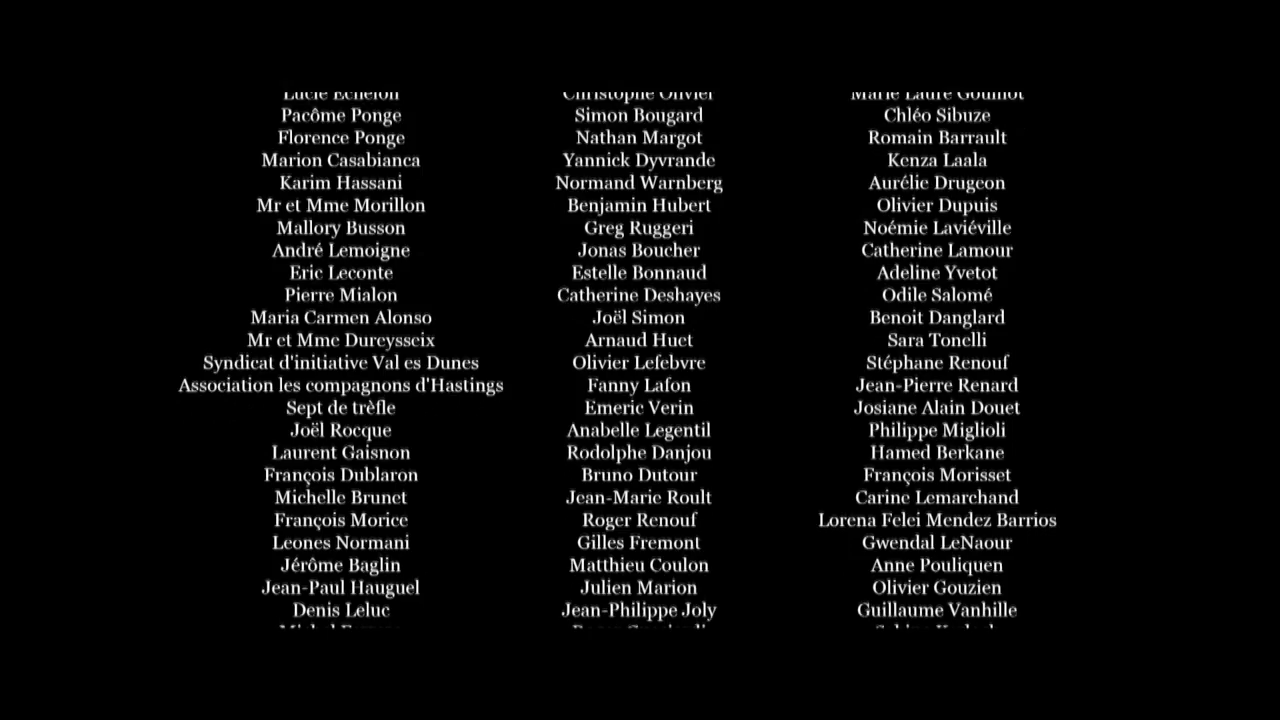 Lucie Echelon
Pacôme Ponge
Florence Ponge
Marion Casabianca
Karim Hassani
Mr et Mme Morillon
Mallory Busson
André Lemoigne
Eric Leconte
Pierre Mialon
Maria Carmen Alonso
Mr et Mme Dureysseix
Syndicat d'initiative Val es Dunes
Association les compagnons d'Hastings
Sept de trèfle
Joël Rocque
Laurent Gaisnon
François Dublaron
Michelle Brunet
François Morice
Leones Normani
Jérôme Baglin
Jean-Paul Hauguel
Denis Leluc
Christophe Olivier
Simon Bougard
Nathan Margot
Yannick Dyvrande
Normand Warnberg
Benjamin Hubert
Greg Ruggeri
Jonas Boucher
Estelle Bonnaud
Catherine Deshayes
Joël Simon
Arnaud Huet
Olivier Lefebvre
Fanny Lafon
Emeric Verin
Anabelle Legentil
Rodolphe Danjou
Bruno Dutour
Jean-Marie Roult
Roger Renouf
Gilles Fremont
Matthieu Coulon
Julien Marion
Jean-Philippe Joly
Marie Laure
Chléo Sibuze
Romain Barrault
Kenza Laala
Aurélie Drugeon
Olivier Dupuis
Noémie Laviéville
Catherine Lamour
Adeline Yvetot
Odile Salomé
Benoit Danglard
Sara Tonelli
Stéphane Renouf
Jean-Pierre Renard
Josiane Alain Douet
Philippe Miglioli
Hamed Berkane
François Morisset
Carine Lemarchand
Lorena Felei Mendez Barrios
Gwendal LeNaour
Anne Pouliquen
Olivier Gouzien
Guillaume Vanhille